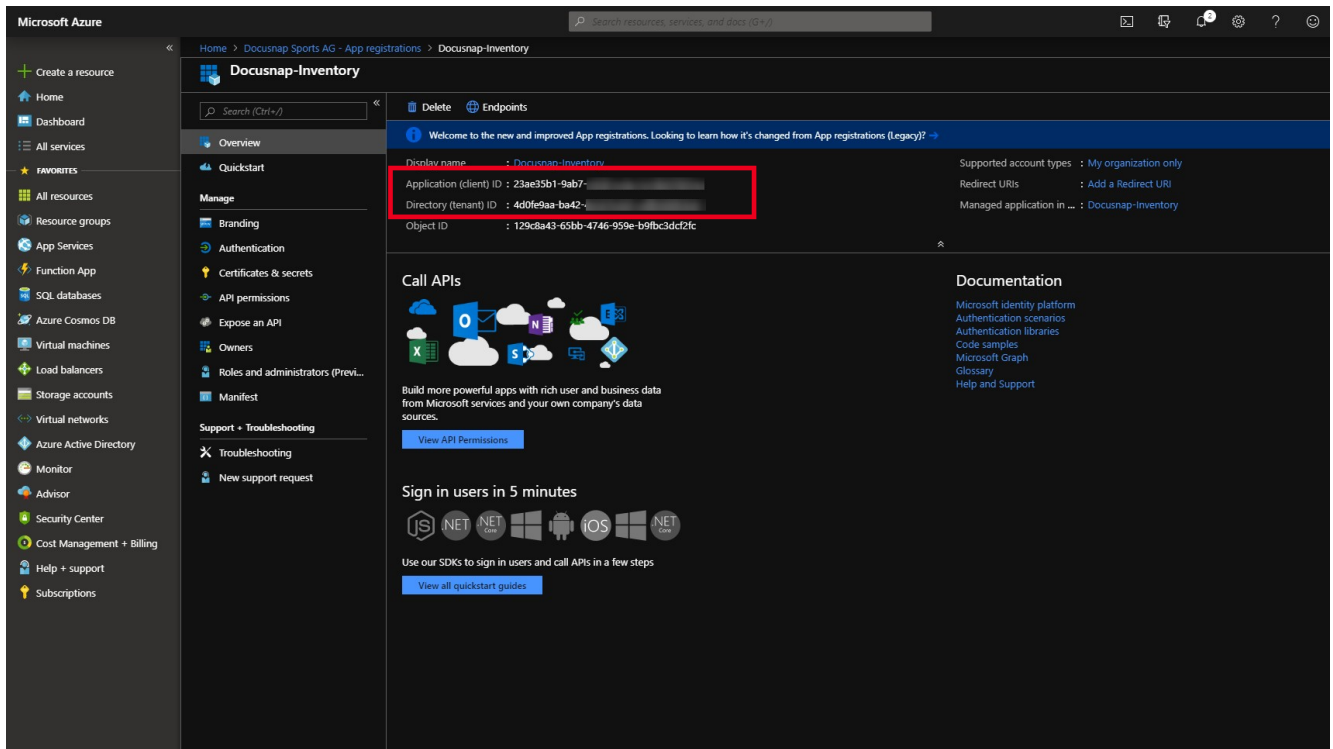 Microsoft Azure
Search resources, services, and docs (G+/)
2
Home > Docusnap Sports AG - App registrations > Docusnap-Inventory
Create a resource
Home
Dashboard
All services
FAVORITES
All resources
Resource groups
App Services
Function App
SQL databases
Azure Cosmos DB
Virtual machines
Load balancers
Storage accounts
Virtual networks
Azure Active Directory
Monitor
Advisor
Security Center
Cost Management + Billing
Help + support
Subscriptions
Docusnap-Inventory
Search (Ctrl+/)
Overview
Quickstart
Manage
Branding
Authentication
Certificates & secrets
API permissions
Expose an API
Owners
Roles and administrators (Previ...
Manifest
Support + Troubleshooting
Troubleshooting
New support request
Delete Endpoints
Welcome to the new and improved App registrations. Looking to learn how it's changed from App registrations (Legacy)? →
Display name : Docusnap-Inventory
Application (client) ID : 23ae35b1-9ab7-
Directory (tenant) ID : 4d0fe9aa-ba42-
Object ID : 129c8a43-65bb-4746-959e-b9fbc3dcf2fc
Supported account types : My organization only
Redirect URIs : Add a Redirect URI
Managed application in ... : Docusnap-Inventory
Call APIs
Build more powerful apps with rich user and business data
from Microsoft services and your own company's data
sources.
View API Permissions
Sign in users in 5 minutes
JS .NET .NET Core iOS .NET Core
Use our SDKs to sign in users and call APIs in a few steps
View all quickstart guides
Documentation
Microsoft identity platform
Authentication scenarios
Authentication libraries
Code samples
Microsoft Graph
Glossary
Help and Support